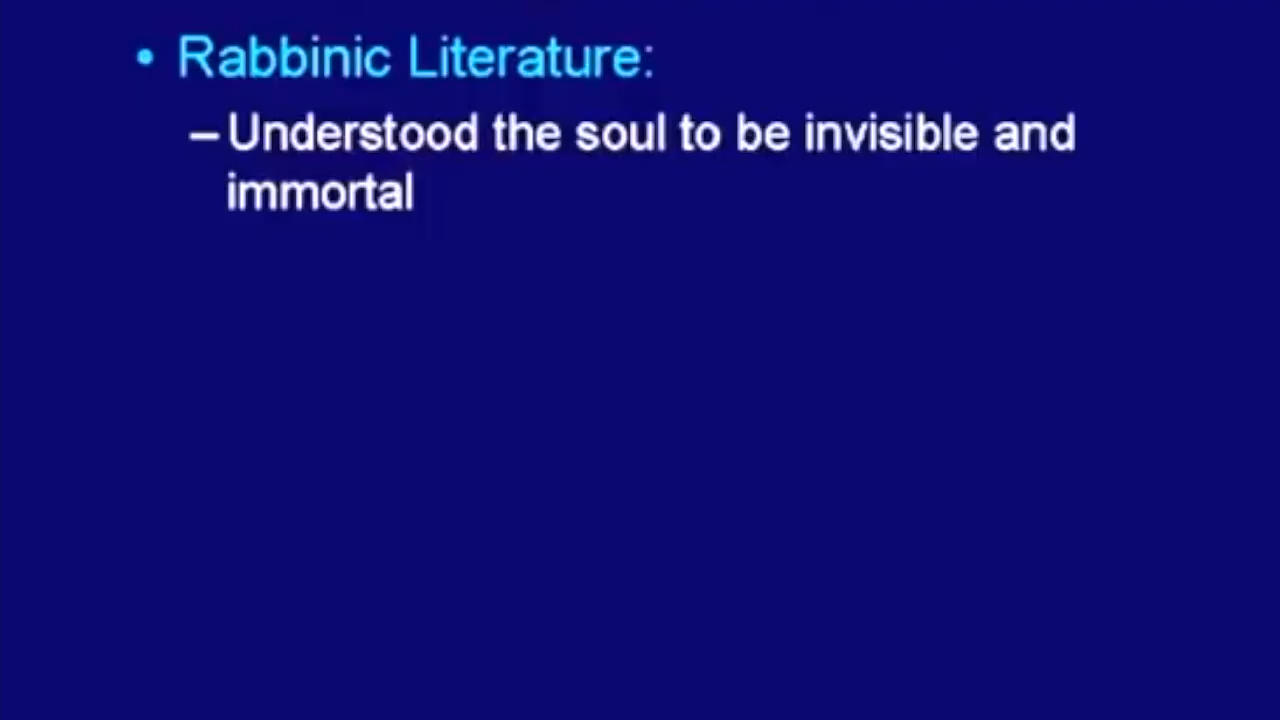 • Rabbinic Literature:
– Understood the soul to be invisible and
immortal